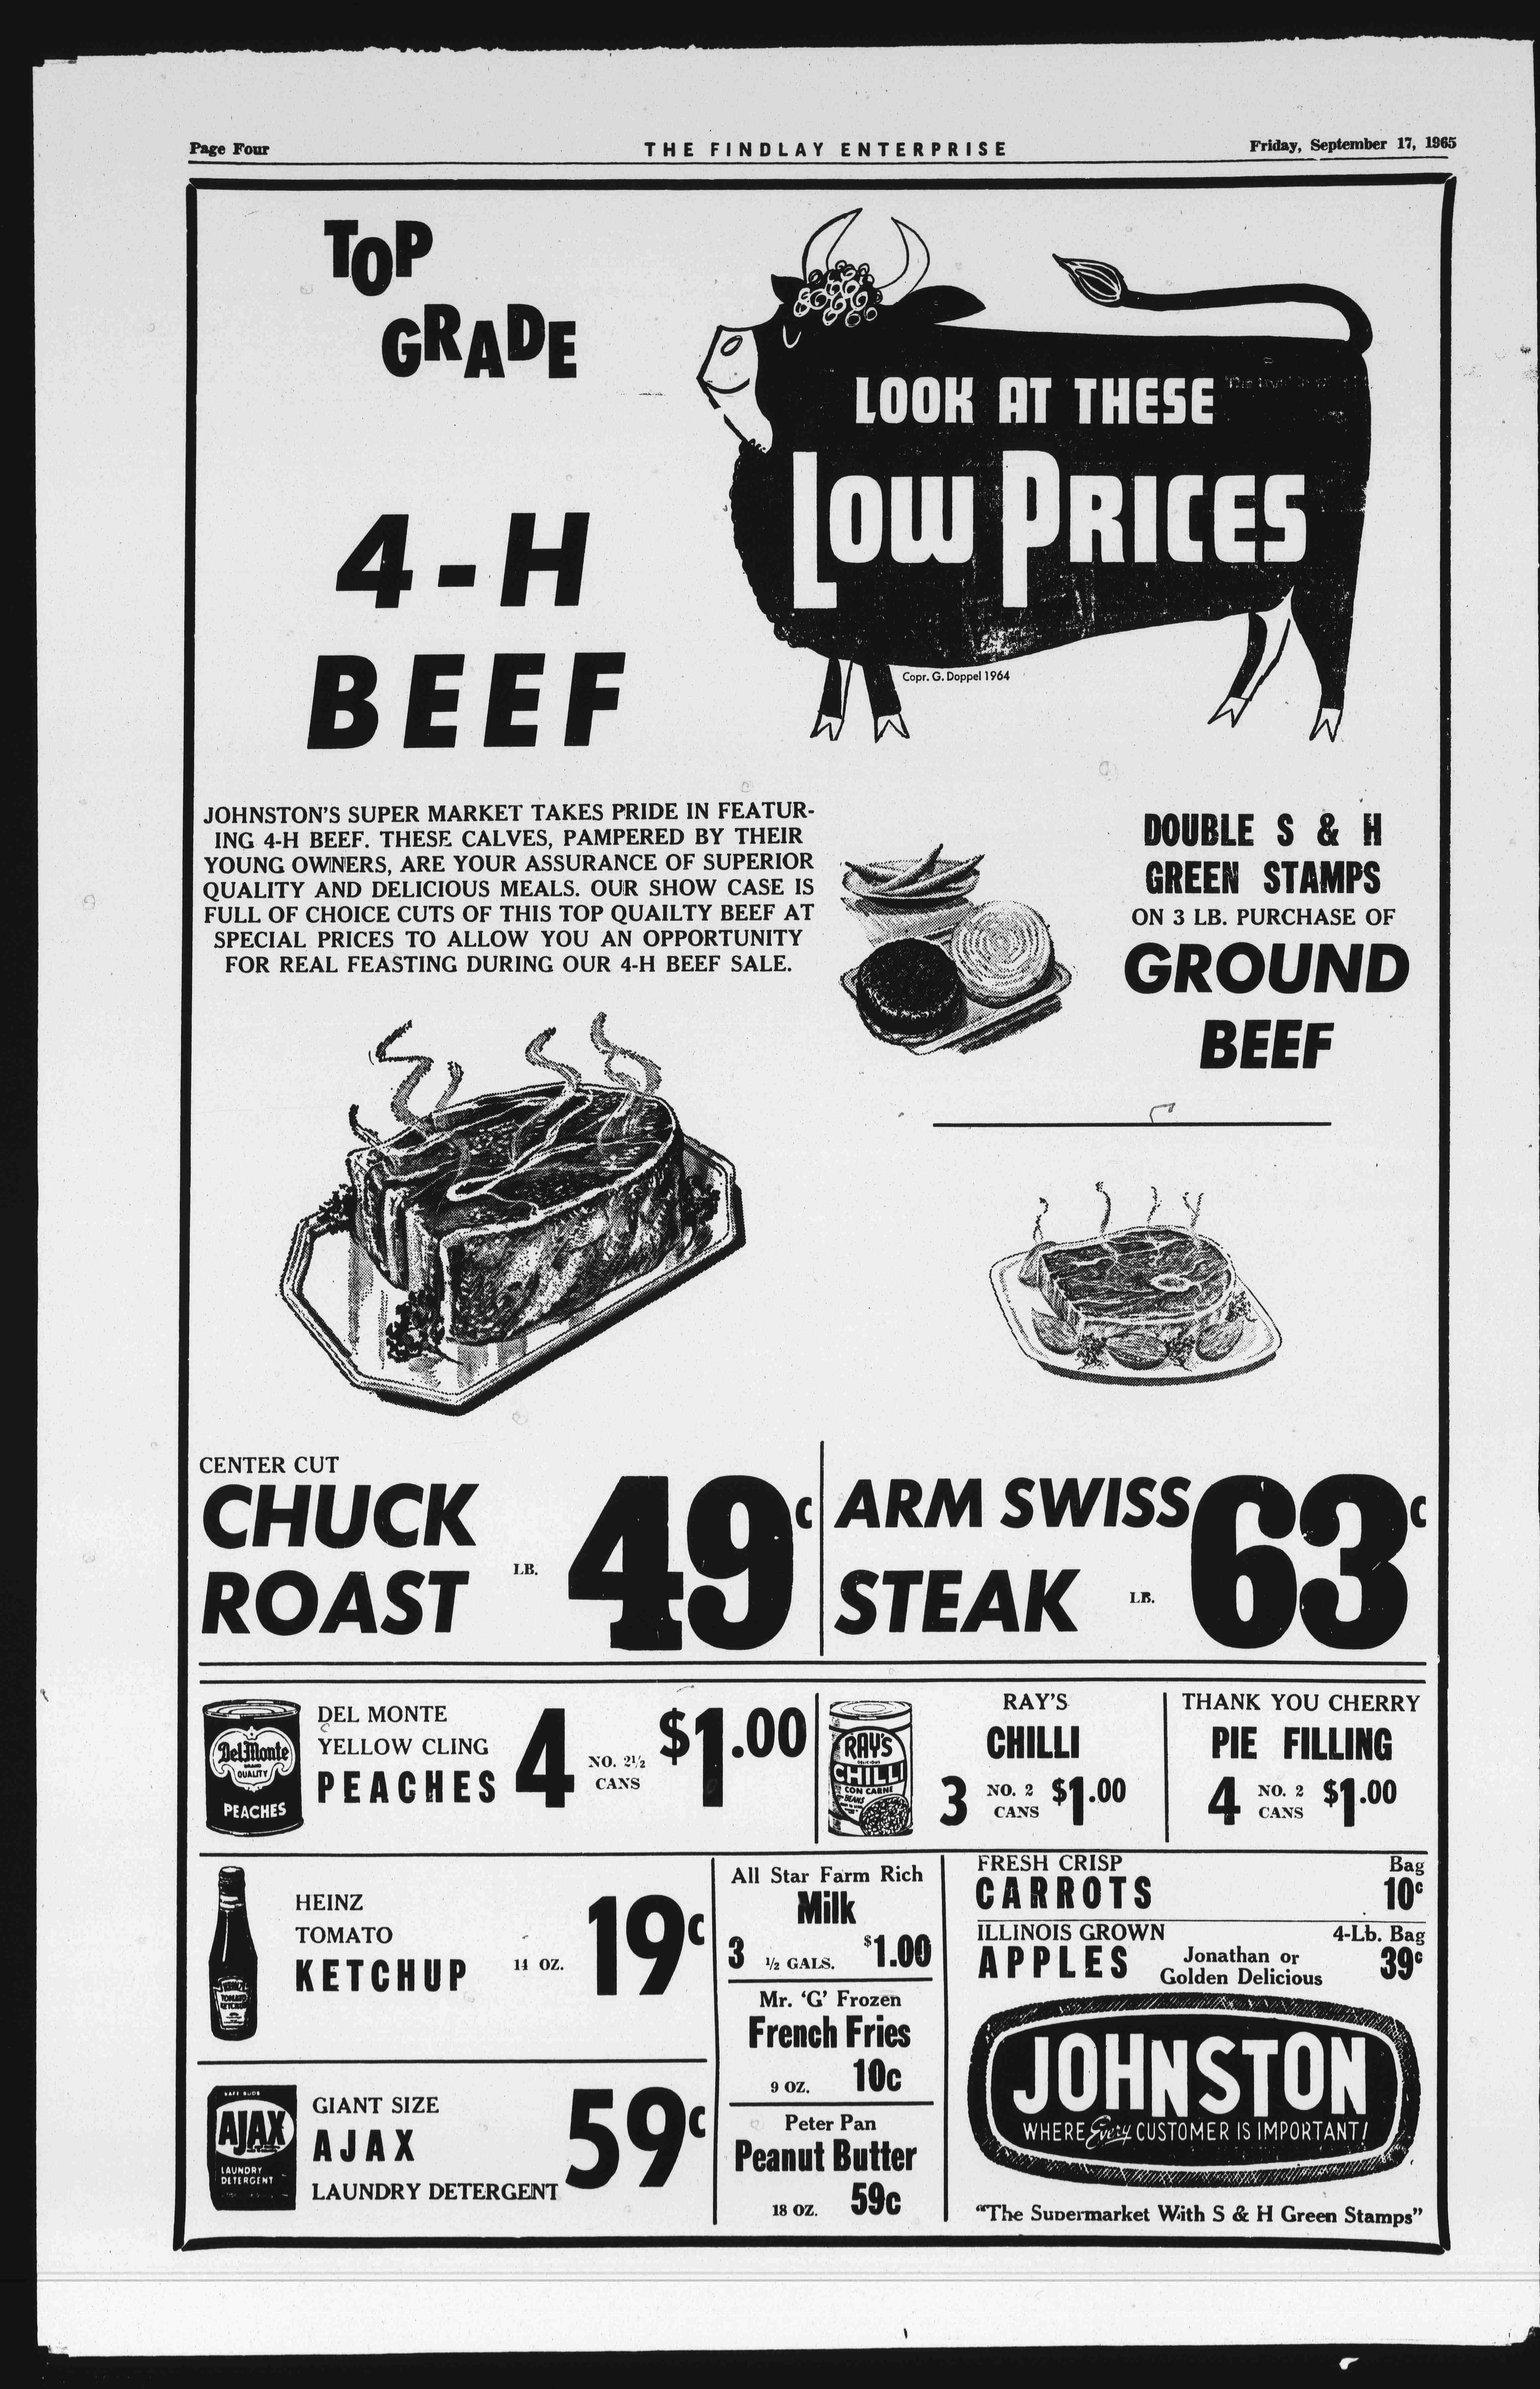 Page Four
THE FINDLAY ENTERPRISE
Friday, September 17, 1965
TOP
GRADE
4-H
BEEF
LOOK AT THESE
LOW PRICES
Copr. G. Doppel 1964
JOHNSTON'S SUPER MARKET TAKES PRIDE IN FEATUR-
ING 4-H BEEF. THESE CALVES, PAMPERED BY THEIR
YOUNG OWNERS, ARE YOUR ASSURANCE OF SUPERIOR
QUALITY AND DELICIOUS MEALS. OUR SHOW CASE IS
FULL OF CHOICE CUTS OF THIS TOP QUAILTY BEEF AT
SPECIAL PRICES TO ALLOW YOU AN OPPORTUNITY
FOR REAL FEASTING DURING OUR 4-H BEEF SALE.
DOUBLE S & H
GREEN STAMPS
ON 3 LB. PURCHASE OF
GROUND
BEEF
CENTER CUT
CHUCK
ROAST
LB.
49c
ARM SWISS
STEAK
LB.
63c
DelMonte
BRAND
QUALITY
PEACHES
DEL MONTE
YELLOW CLING
PEACHES
4 NO. 2½ CANS $1.00
RAY'S
CHILLI
CON CARNE
BEANS
RAY'S
CHILLI
3 NO. 2 CANS $1.00
THANK YOU CHERRY
PIE FILLING
4 NO. 2 CANS $1.00
HEINZ
TOMATO
KETCHUP
14 OZ.
19c
AJAX
LAUNDRY
DETERGENT
GIANT SIZE
AJAX
LAUNDRY DETERGENT
59c
All Star Farm Rich
Milk
3 ½ GALS. $1.00
Mr. 'G' Frozen
French Fries
9 OZ. 10c
Peter Pan
Peanut Butter
18 OZ. 59c
FRESH CRISP
CARROTS
Bag
10c
ILLINOIS GROWN
APPLES
Jonathan or
Golden Delicious
4-Lb. Bag
39c
JOHNSTON
WHERE Every CUSTOMER IS IMPORTANT!
"The Supermarket With S & H Green Stamps"